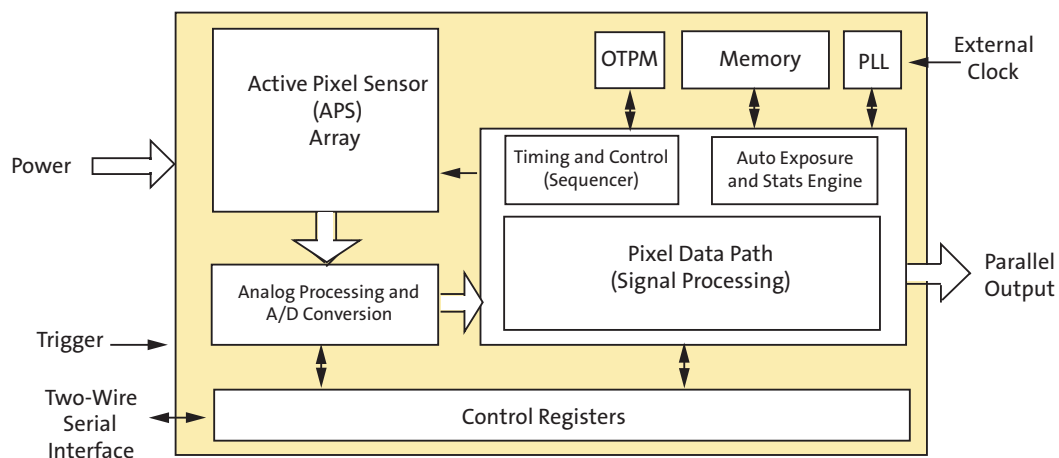 Active Pixel Sensor
(APS)
Array
OTPM
Memory
PLL
External
Clock
Power
Timing and Control
(Sequencer)
Auto Exposure
and Stats Engine
Pixel Data Path
(Signal Processing)
Parallel
Output
Analog Processing and
A/D Conversion
Trigger
Two-Wire
Serial
Interface
Control Registers